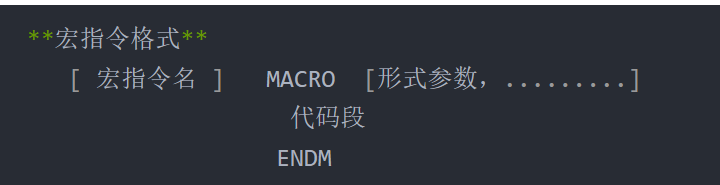 **宏指令格式**
[ 宏指令名 ] MACRO [形式参数，.........]
代码段
ENDM